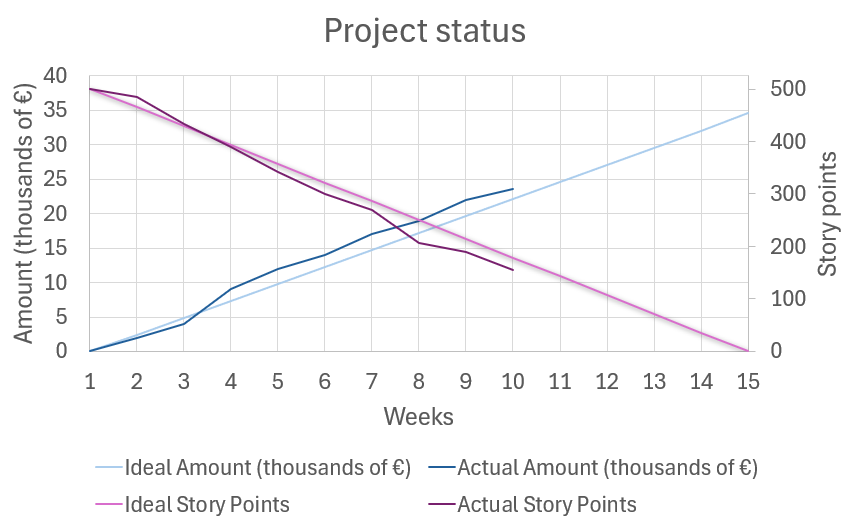 Project status
Amount (thousands of €)
40
35
30
25
20
15
10
5
0
500
400
300
200
100
0
Story points
1 2 3 4 5 6 7 8 9 10 11 12 13 14 15
Weeks
Ideal Amount (thousands of €) Actual Amount (thousands of €)
Ideal Story Points Actual Story Points